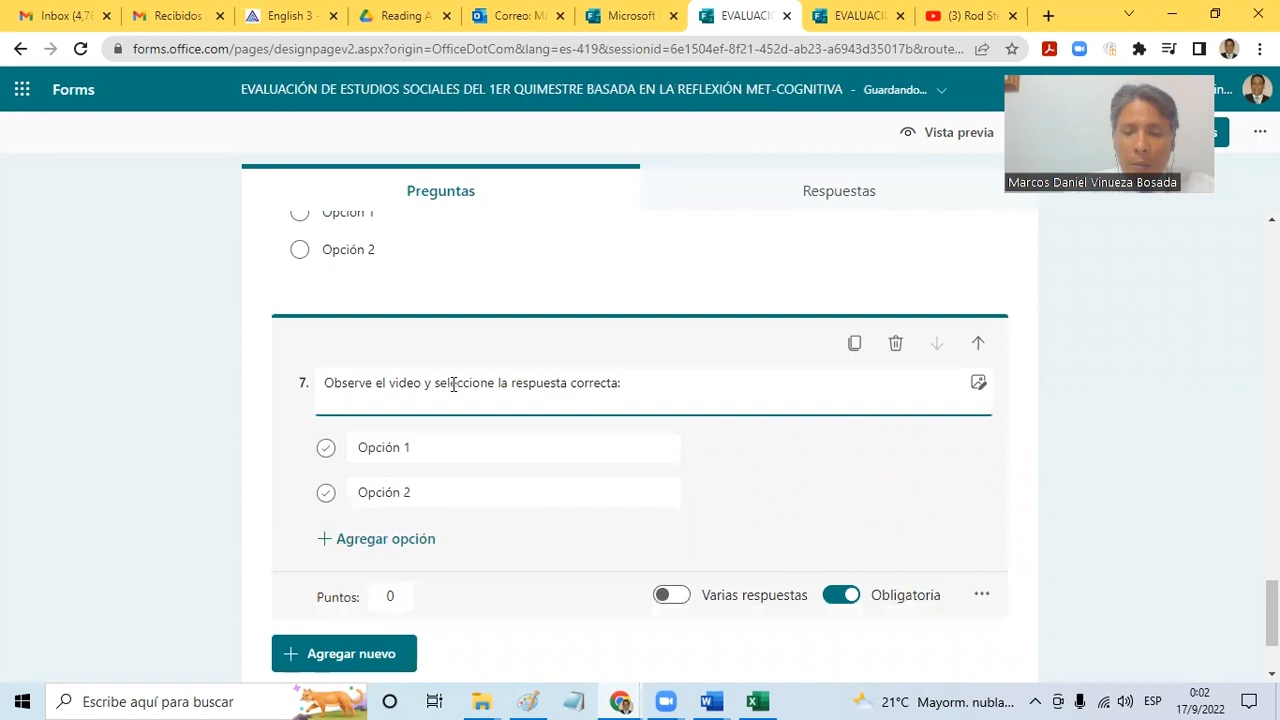 Inbox (4,78
Recibidos
English 3 -
Reading A
Correo: M
Microsoft
EVALUACIÓ
EVALUACIÓ
(3) Rod Ste
forms.office.com/pages/designpagev2.aspx?origin=OfficeDotCom&lang=es-419&sessionid=6e1504ef-8f21-452d-ab23-a6943d35017b&route...
Forms
EVALUACIÓN DE ESTUDIOS SOCIALES DEL 1ER QUIMESTRE BASADA EN LA REFLEXIÓN MET-COGNITIVA - Guardando...
Vista previa
Marcos Daniel Vinueza Bosada
Preguntas
Respuestas
Opción 1
Opción 2
7. Observe el video y seleccione la respuesta correcta:
Opción 1
Opción 2
+ Agregar opción
Puntos: 0
Varias respuestas
Obligatoria
+ Agregar nuevo
Escribe aquí para buscar
21°C Mayorm. nubla...
ESP
0:02
17/9/2022